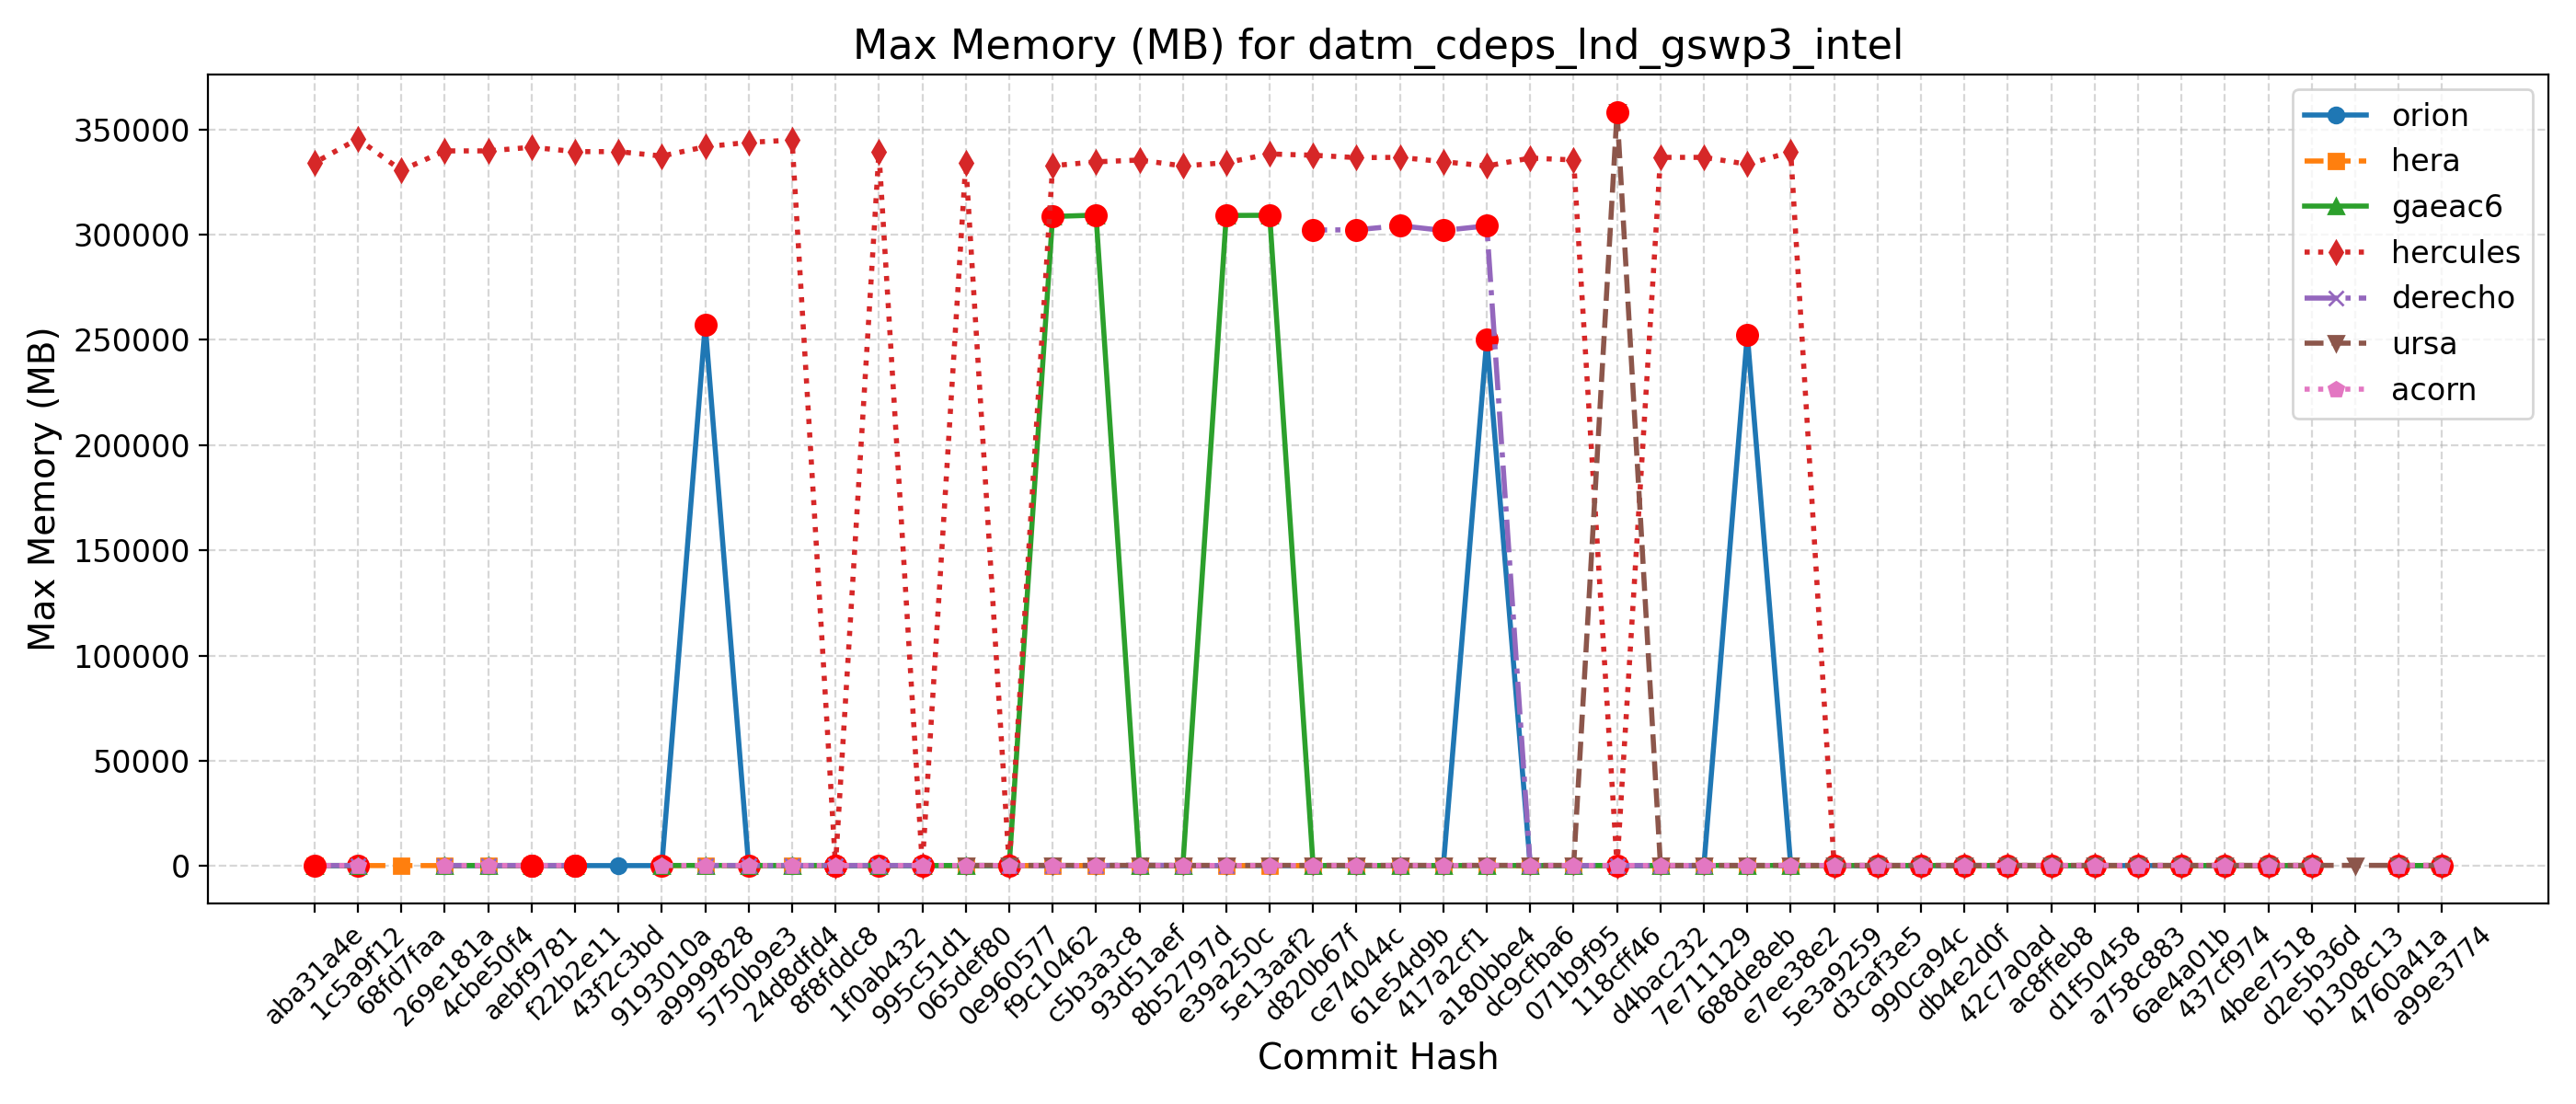 Max Memory (MB) for datm_cdeps_lnd_gswp3_intel
Max Memory (MB)
350000
300000
250000
200000
150000
100000
50000
0
orion
hera
gaeac6
hercules
derecho
ursa
acorn
aba31a4e
1c5a9f12
68fd7faa
269e181a
4cbe50f4
aebf9781
f22b2e11
43f2c3bd
9193010a
a9999828
5750b9e3
24d8dfd4
8f8fddc8
1f0ab432
995c51d1
065def80
0e960577
f9c10462
c5b3a3c8
93d51aef
8b52797d
e39a250c
5e13aaf2
d820b67f
ce74044c
61e54d9b
417a2cf1
a180bbe4
dc9cfba6
071b9f95
118cff46
d4bac232
7e711129
688de8eb
e7ee38e2
5e3a9259
d3caf3e5
990ca94c
db4e2d0f
42c7a0ad
ac8ffeb8
d1f50458
a758c883
6ae4a01b
437cf974
4bee7518
d2e5b36d
b1308c13
4760a41a
a99e3774
Commit Hash